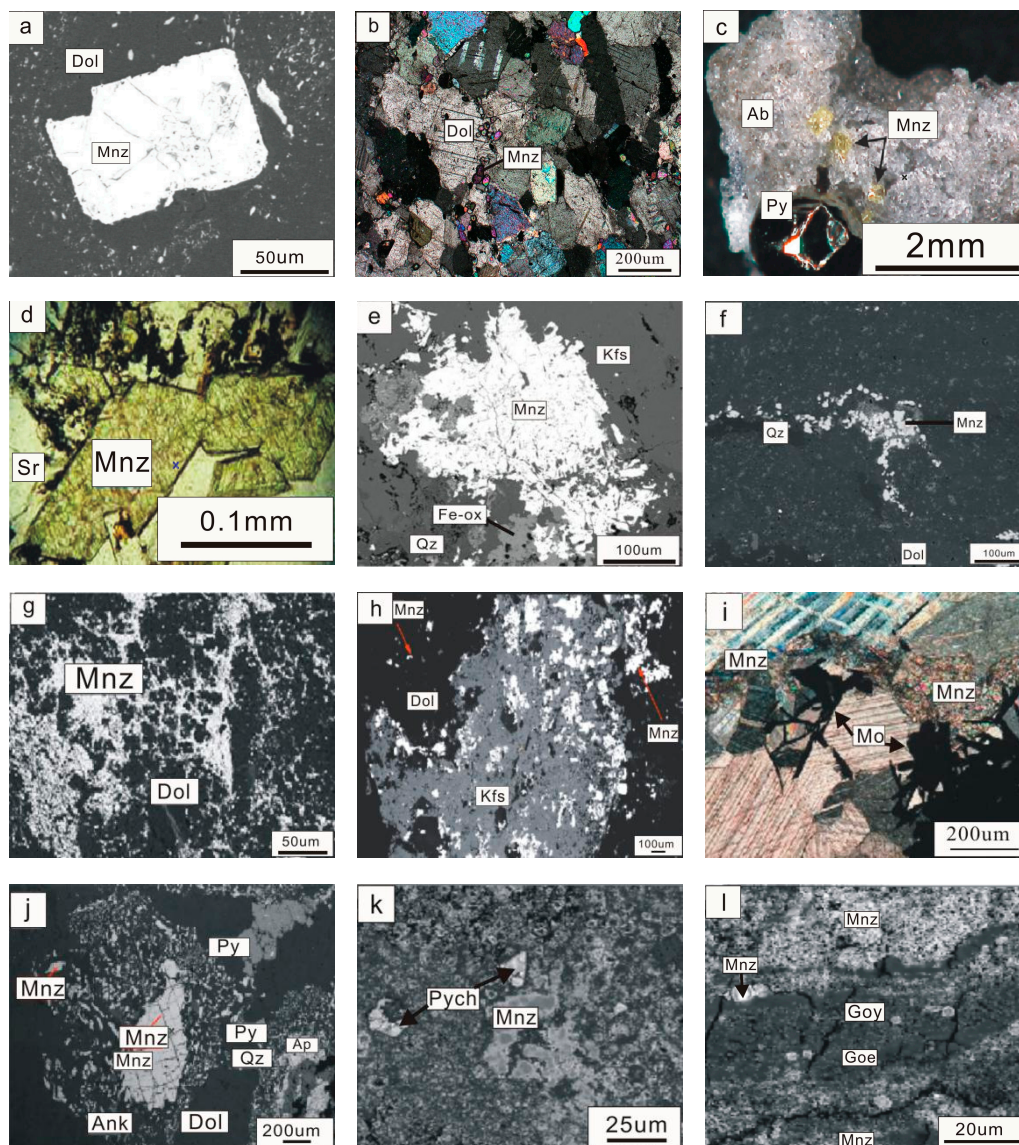 a
Dol
Mnz
50um
b
Dol
Mnz
200um
c
Ab
Mnz
Py
2mm
d
Mnz
Sr
0.1mm
e
Kfs
Mnz
Fe-ox
Qz
100um
f
Qz
Mnz
Dol
100um
g
Mnz
Dol
50um
h
Mnz
Dol
Mnz
Kfs
100um
i
Mnz
Mnz
Mo
200um
j
Py
Mnz
Mnz
Mnz
Py
Qz
Ap
Ank
Dol
200um
k
Pych
Mnz
25um
l
Mnz
Mnz
Goy
Goe
Mnz
20um